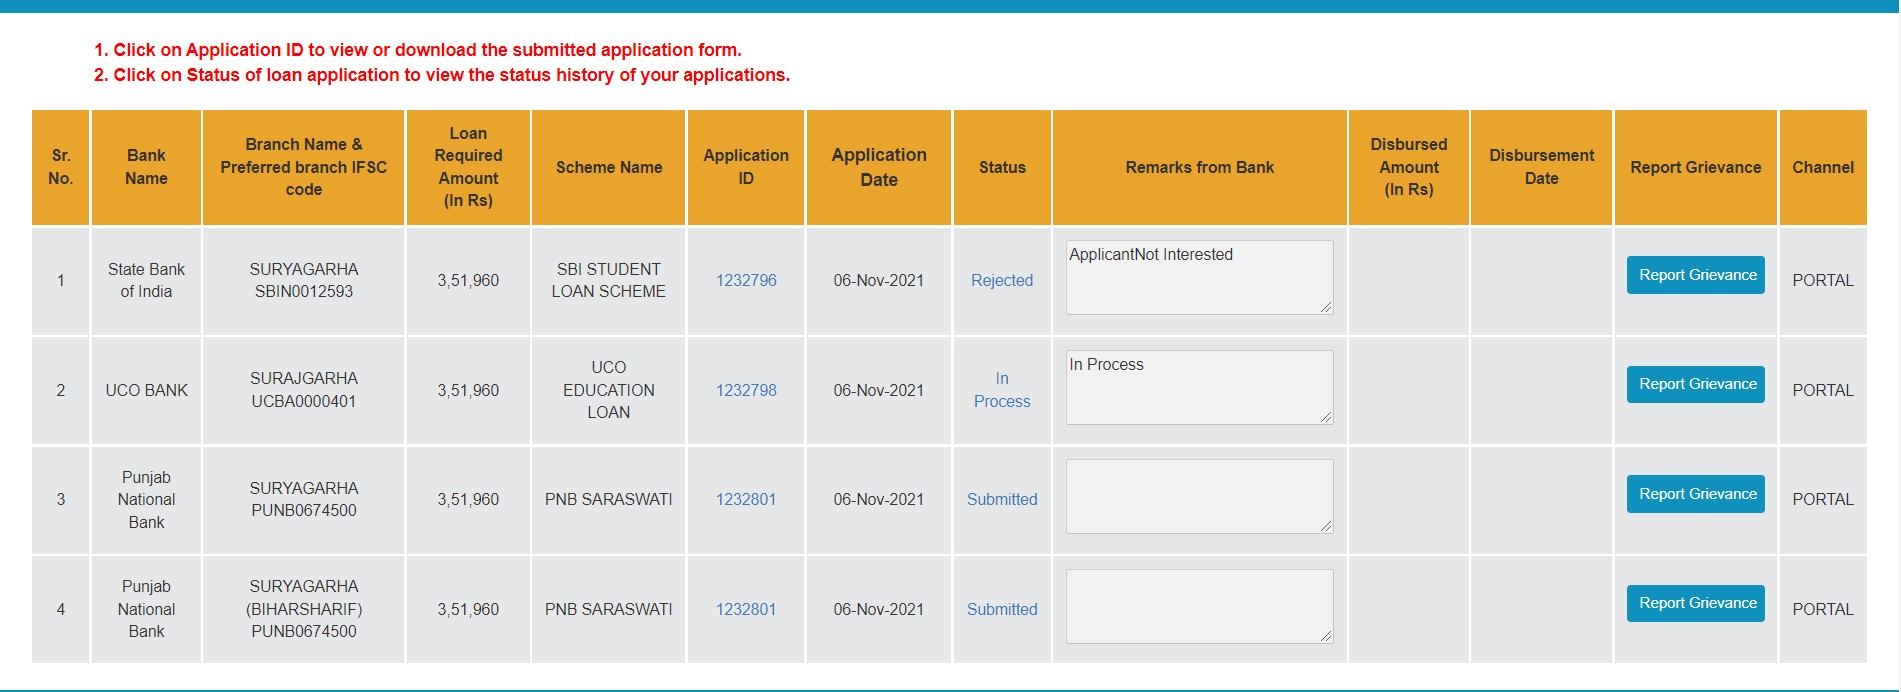 1. Click on Application ID to view or download the submitted application form.
2. Click on Status of loan application to view the status history of your applications.
Sr.
No.
Bank
Name
Branch Name &
Preferred branch IFSC
code
Loan
Required
Amount
(In Rs)
Scheme Name
Application
ID
Application
Date
Status
Remarks from Bank
Disbursed
Amount
(In Rs)
Disbursement
Date
Report Grievance
Channel
1
State Bank
of India
SURYAGARHA
SBIN0012593
3,51,960
SBI STUDENT
LOAN SCHEME
1232796
06-Nov-2021
Rejected
ApplicantNot Interested
Report Grievance
PORTAL
2
UCO BANK
SURAJGARHA
UCBA0000401
3,51,960
UCO
EDUCATION
LOAN
1232798
06-Nov-2021
In
Process
In Process
Report Grievance
PORTAL
3
Punjab
National
Bank
SURYAGARHA
PUNB0674500
3,51,960
PNB SARASWATI
1232801
06-Nov-2021
Submitted
Report Grievance
PORTAL
4
Punjab
National
Bank
SURYAGARHA
(BIHARSHARIF)
PUNB0674500
3,51,960
PNB SARASWATI
1232801
06-Nov-2021
Submitted
Report Grievance
PORTAL